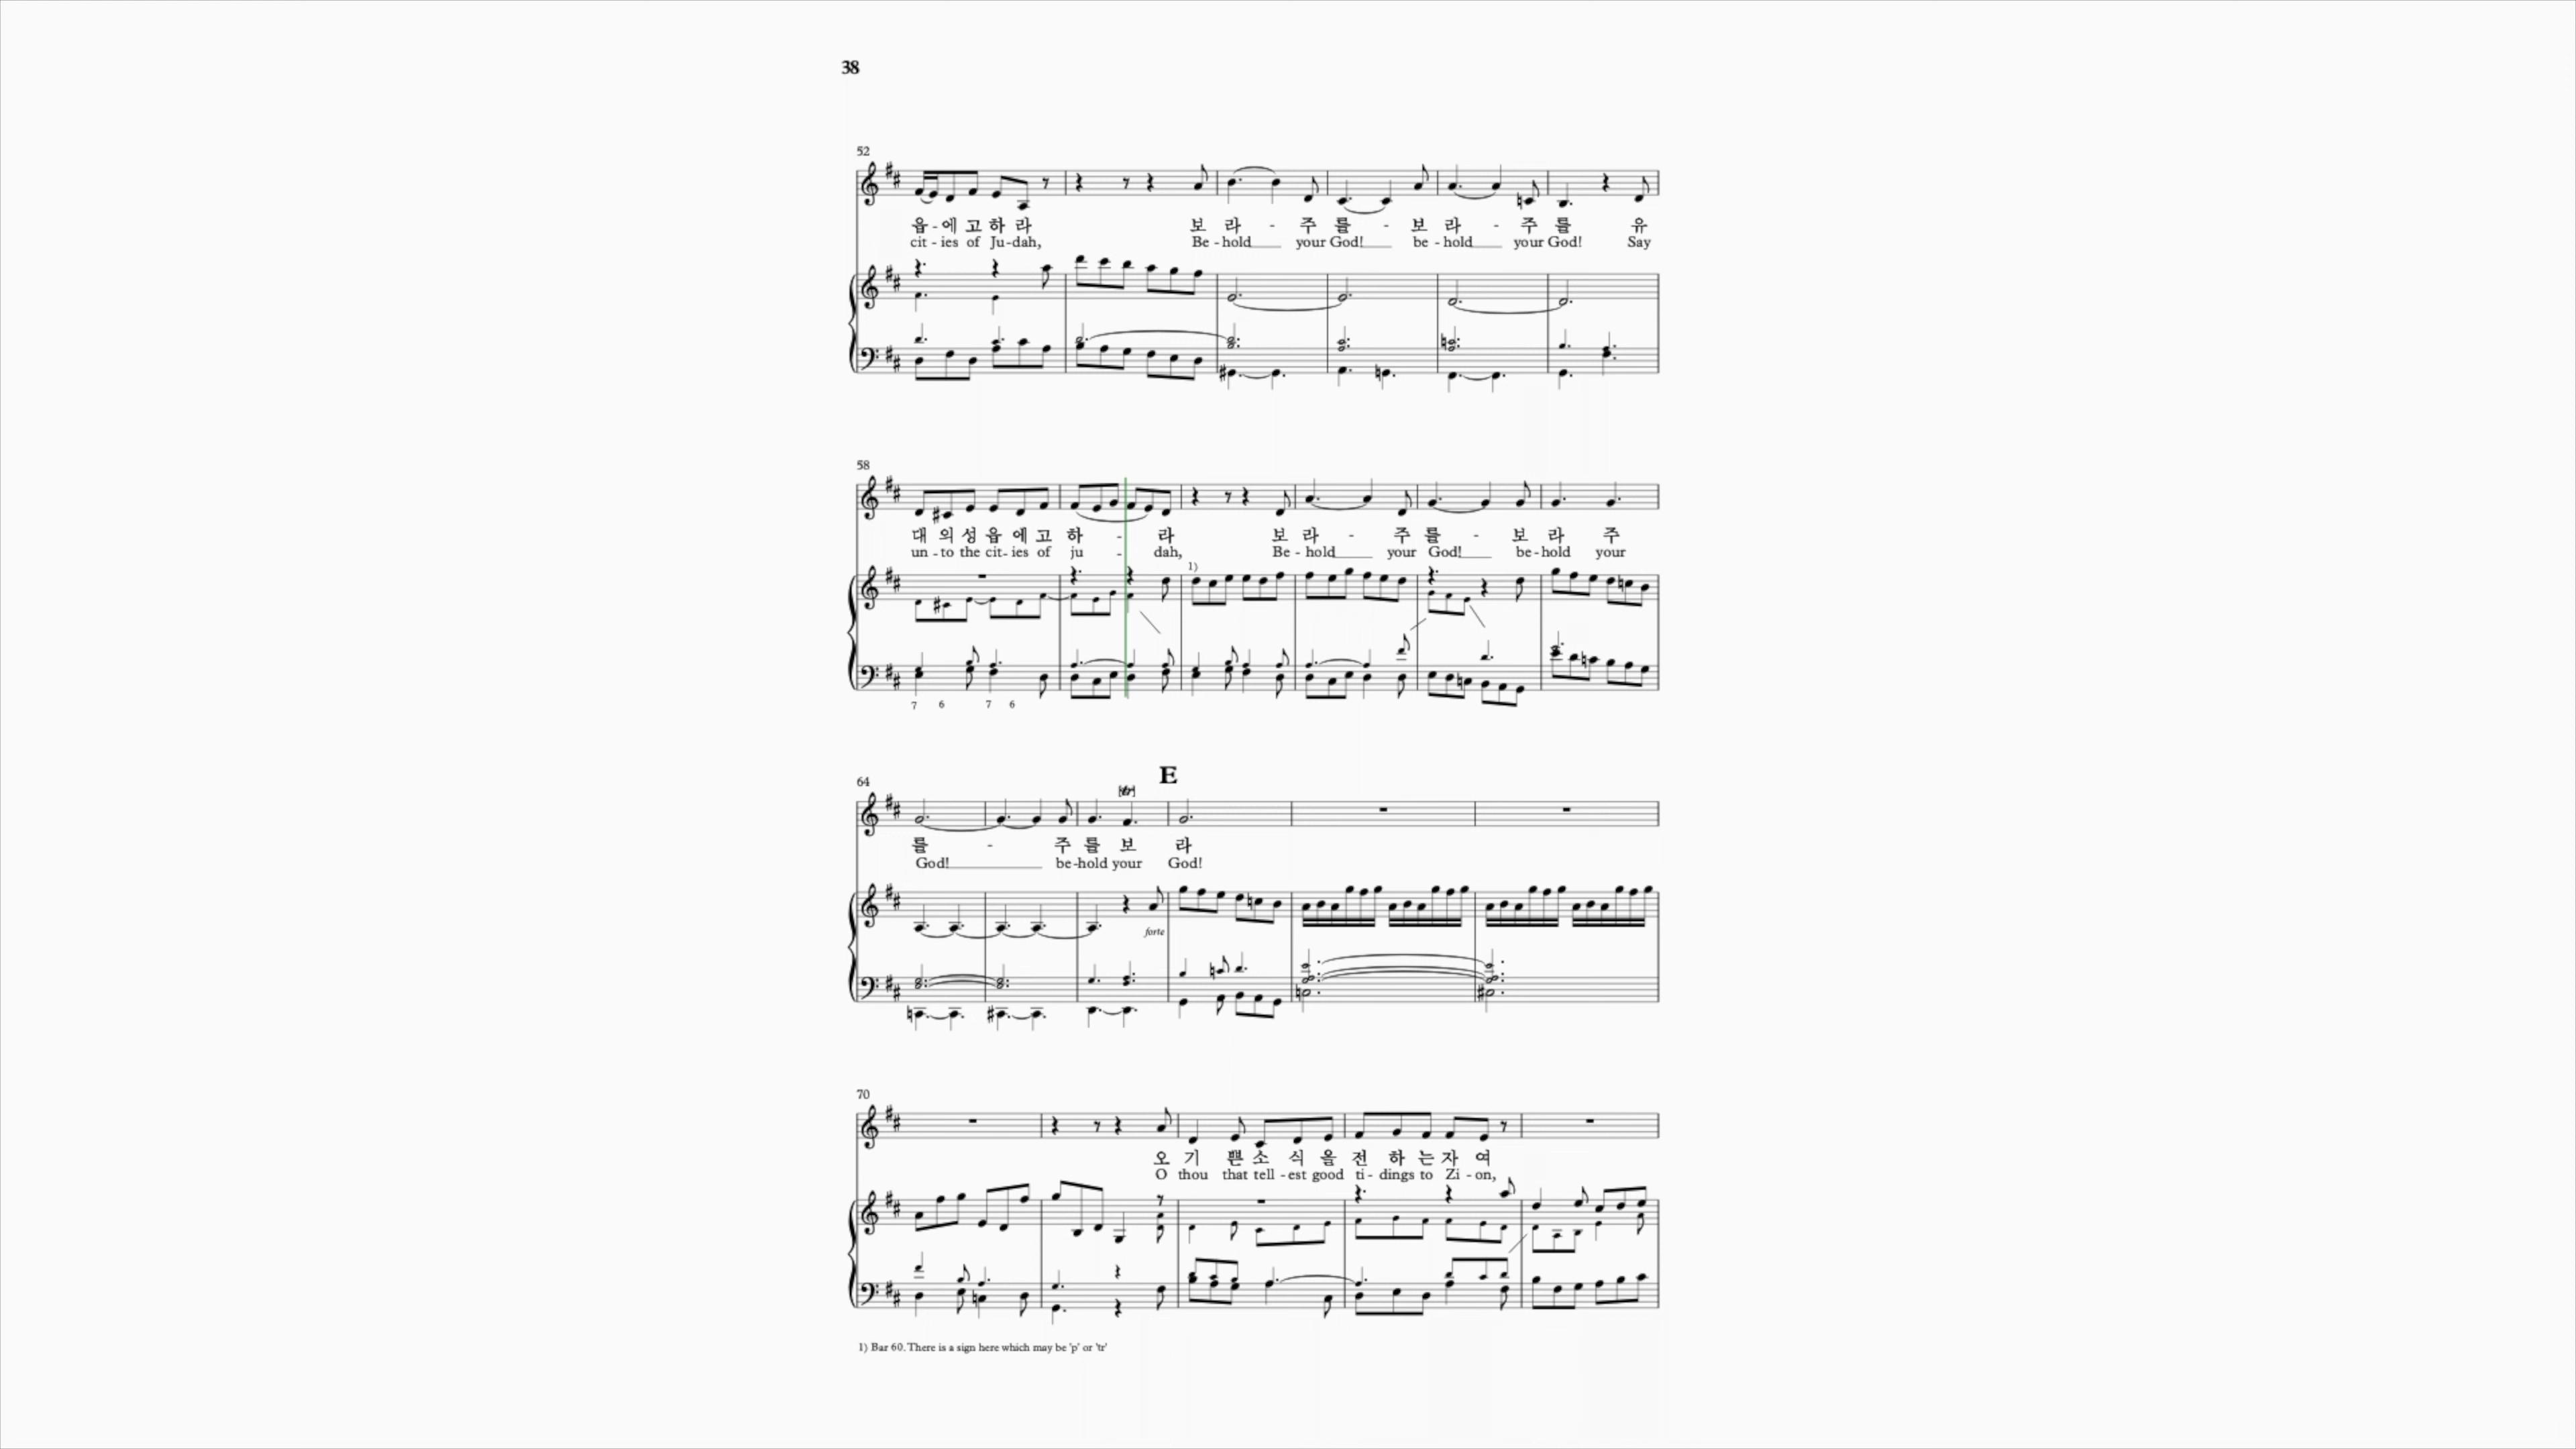 38
52
읍 - 에 고 하 라 보 라 - 주 를 - 보 라 - 주 를 유
cit - ies of Ju - dah, Be - hold your God! be - hold your God! Say
58
대 의 성 읍 에 고 하 - 라 보 라 - 주 를 - 보 라 주
un - to the cit - ies of ju - dah, Be - hold your God! be - hold your
1)
7 6 7 6
E
64
를 - 주 를 보 라
God! be - hold your God!
forte
70
오 기 쁜 소 식 을 전 하 는 자 여
O thou that tell - est good ti - dings to Zi - on,
1) Bar 60. There is a sign here which may be 'p' or 'tr'